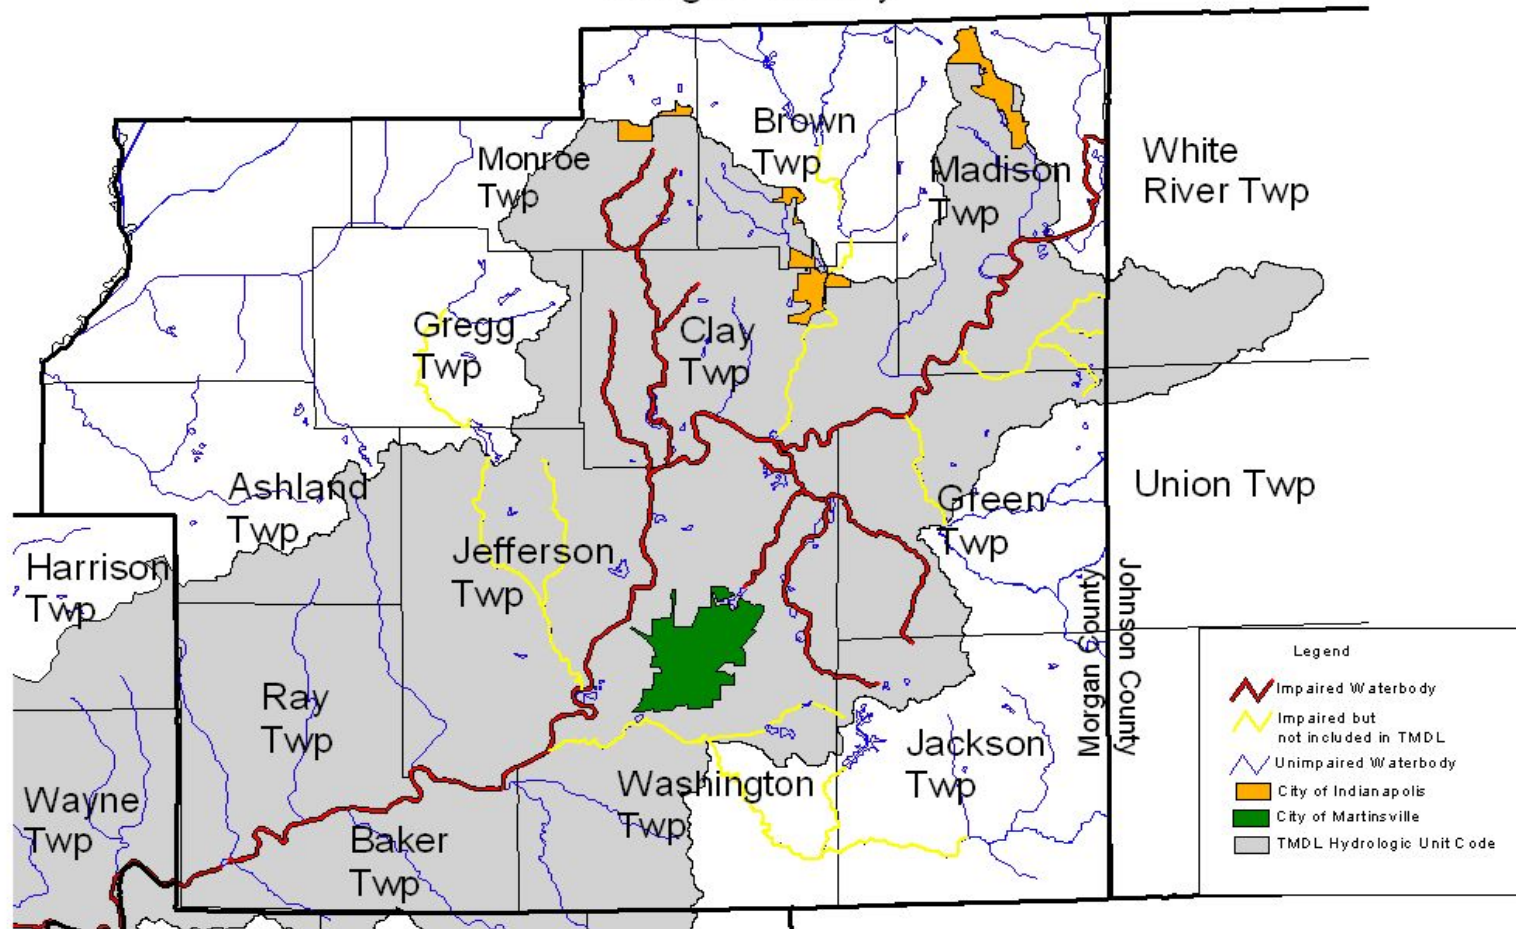 Brown
Twp
Monroe
Twp
Madison
Twp
White
River Twp
Gregg
Twp
Clay
Twp
Ashland
Twp
Green
Twp
Union Twp
Harrison
Twp
Jefferson
Twp
Morgan County
Johnson County
Ray
Twp
Jackson
Twp
Washington
Twp
Wayne
Twp
Baker
Twp
Legend
Impaired Waterbody
Impaired but
not included in TMDL
Unimpaired Waterbody
City of Indianapolis
City of Martinsville
TMDL Hydrologic Unit Code